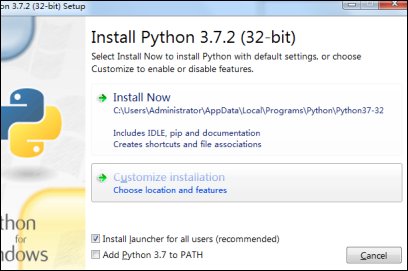 Python 3.7.2 (32-bit) Setup
Install Python 3.7.2 (32-bit)
Select Install Now to install Python with default settings, or choose
Customize to enable or disable features.
Install Now
C:\Users\Administrator\AppData\Local\Programs\Python\Python37-32
Includes IDLE, pip and documentation
Creates shortcuts and file associations
Customize installation
Choose location and features
thon
for
ndows
Install launcher for all users (recommended)
Add Python 3.7 to PATH
Cancel